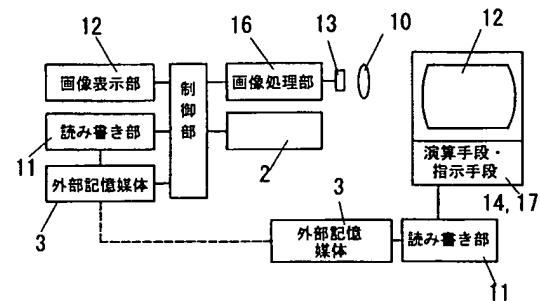 12
16
13
10
12
画像表示部
制御部
画像処理部
読み書き部
11
2
外部記憶媒体
3
演算手段・
指示手段
14, 17
3
外部記憶
媒体
読み書き部
11